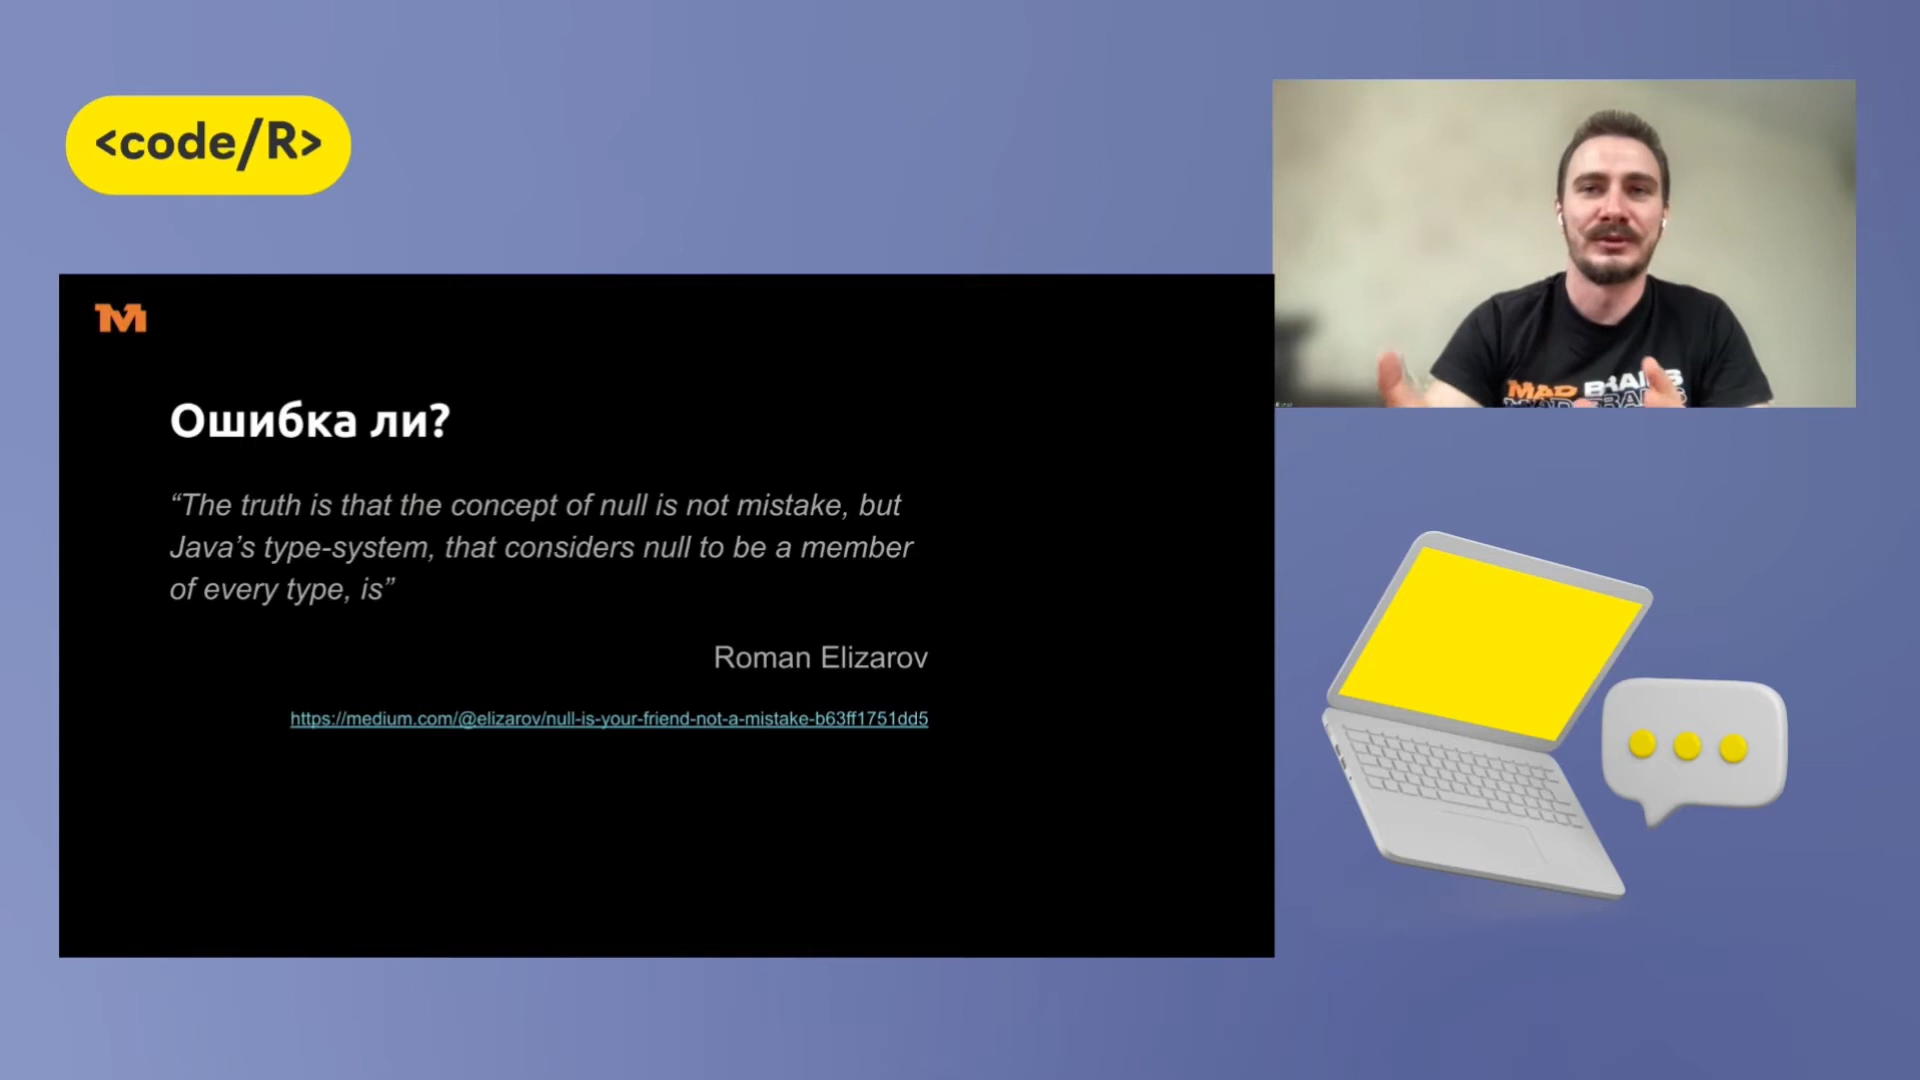 <code/R>
Ошибка ли?
“The truth is that the concept of null is not mistake, but
Java’s type-system, that considers null to be a member
of every type, is”
Roman Elizarov
https://medium.com/@elizarov/null-is-your-friend-not-a-mistake-b63ff1751dd5
MAD BRAINS